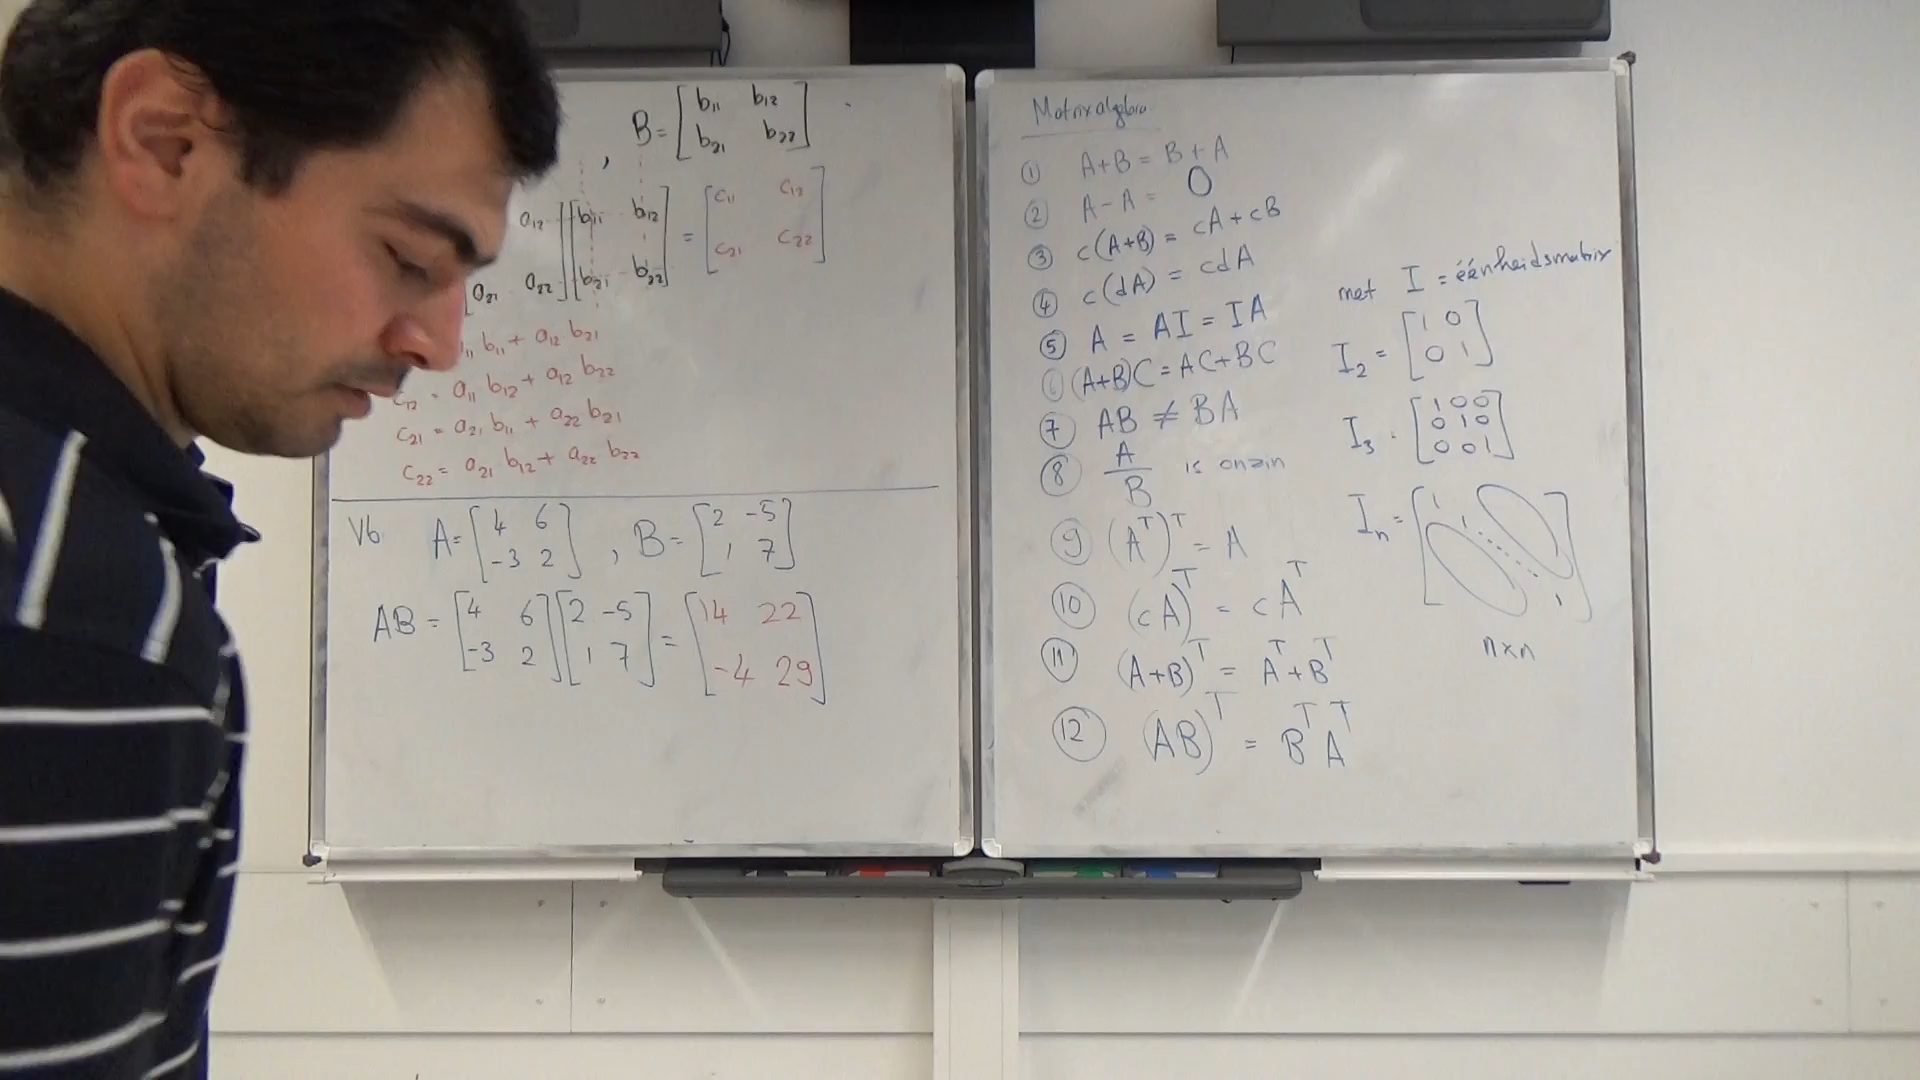 B = [ b11 b12
b21 b22 ]
,
a12 ] [ b11 b12 ] = [ c11 c12
[ a21 a22 ] [ b21 b22 ] c21 c22 ]
b11 + a12 b21
c12 = a11 b12 + a12 b22
c21 = a21 b11 + a22 b21
c22 = a21 b12 + a22 b22
V6 A = [ 4 6 , B = [ 2 -5
-3 2 ] 1 7 ]
AB = [ 4 6 ] [ 2 -5 ] = [ 14 22
[ -3 2 ] [ 1 7 ] -4 29 ]
Matrixalgebra
① A+B = B+A
② A-A = O
③ c(A+B) = cA+cB
④ c(dA) = cdA
⑤ A = AI = IA
⑥ (A+B)C = AC+BC
⑦ AB ≠ BA
⑧ A/B is onzin
⑨ (A^T)^T = A
⑩ (cA)^T = cA^T
⑪ (A+B)^T = A^T+B^T
⑫ (AB)^T = B^T A^T
met I = éénheidsmatrix
I2 = [ 1 0
0 1 ]
I3 = [ 1 0 0
0 1 0
0 0 1 ]
In = [ 1
1
1 ]
n×n